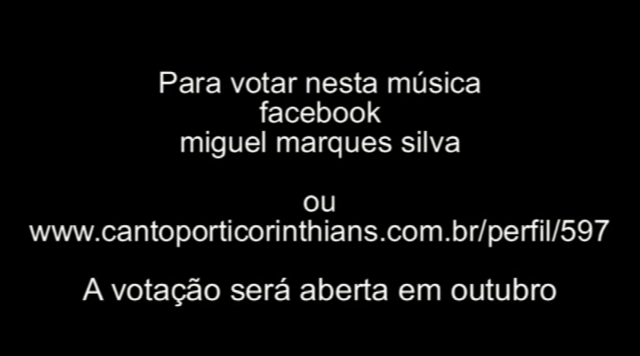 Para votar nesta música
facebook
miguel marques silva
ou
www.cantoporticorinthians.com.br/perfil/597
A votação será aberta em outubro